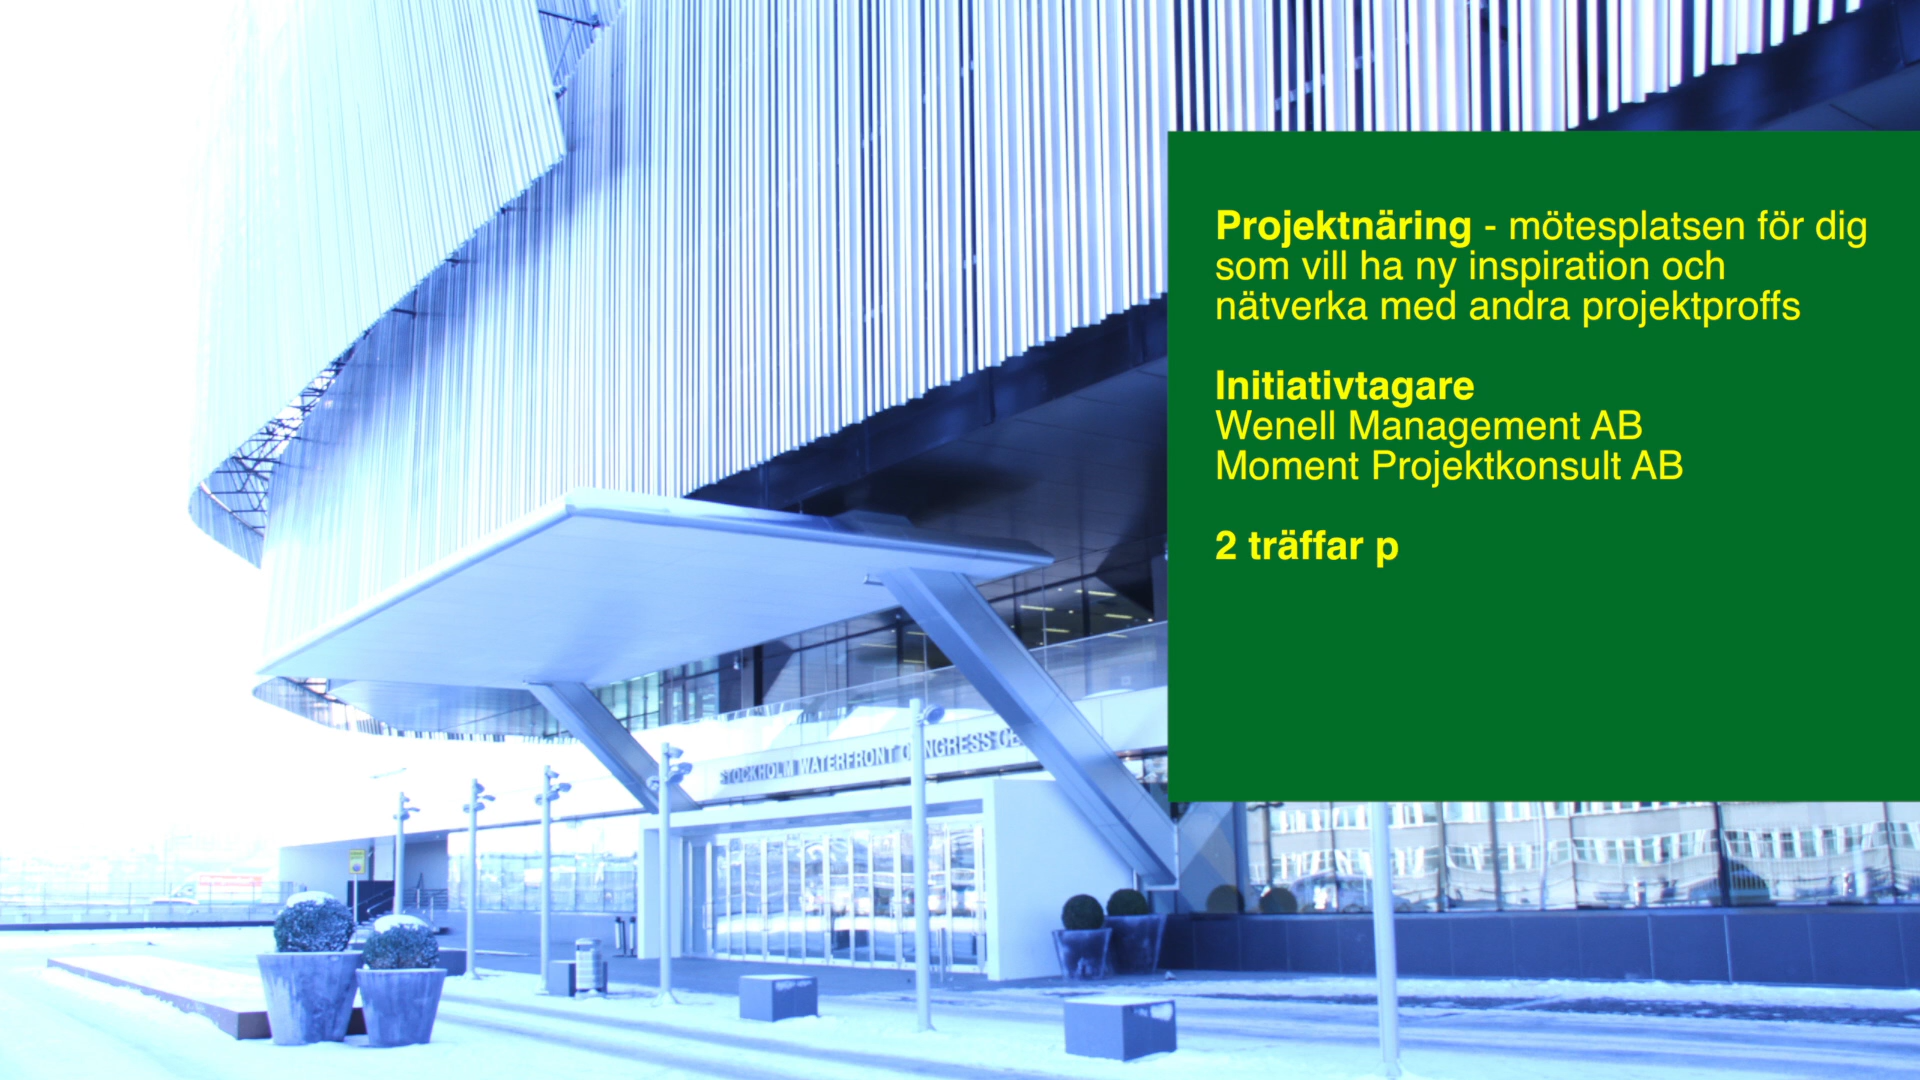 Projektnäring - mötesplatsen för dig
som vill ha ny inspiration och
nätverka med andra projektproffs
Initiativtagare
Wenell Management AB
Moment Projektkonsult AB
2 träffar p
STOCKHOLM WATERFRONT CONGRESS